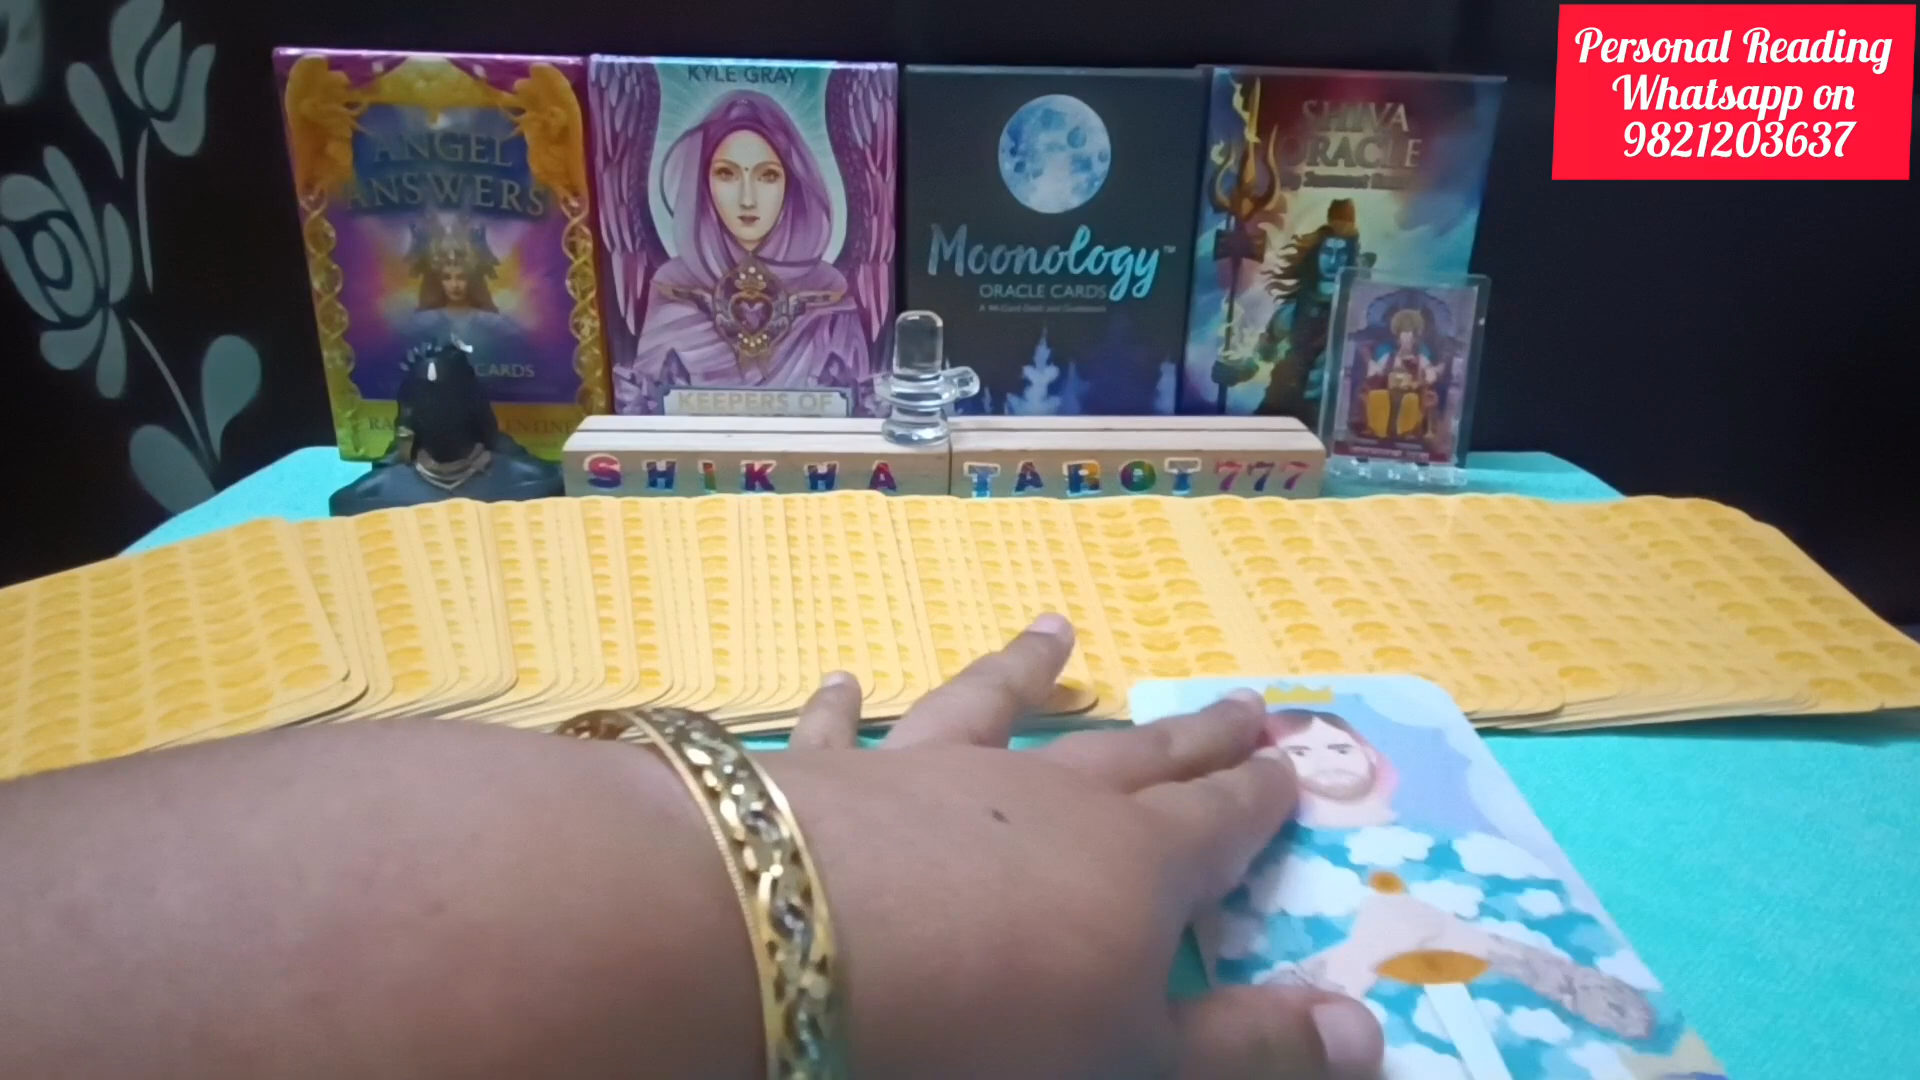 Personal Reading
Whatsapp on
9821203637
ANGEL
ANSWERS
CARDS
KYLE GRAY
KEEPERS OF
Moonology™
ORACLE CARDS
SHIVA
ORACLE
SHIKHA TAROT 777